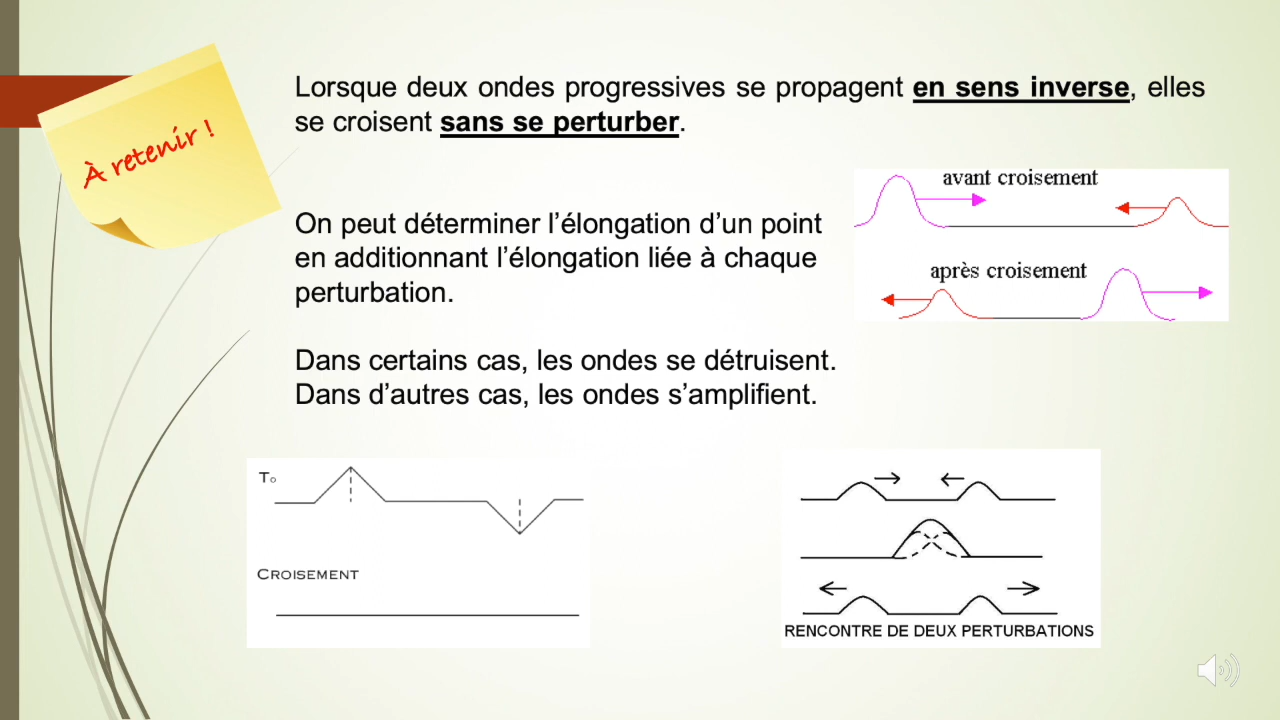 À retenir !
Lorsque deux ondes progressives se propagent en sens inverse, elles
se croisent sans se perturber.
On peut déterminer l’élongation d’un point
en additionnant l’élongation liée à chaque
perturbation.
avant croisement
après croisement
Dans certains cas, les ondes se détruisent.
Dans d’autres cas, les ondes s’amplifient.
T₀
CROISEMENT
RENCONTRE DE DEUX PERTURBATIONS